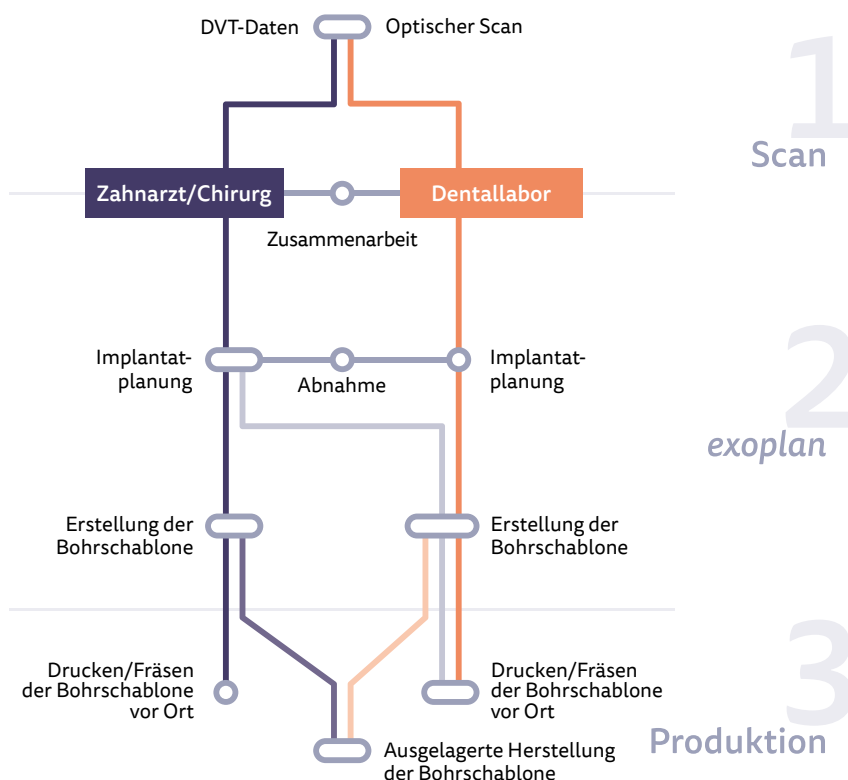 DVT-Daten
Optischer Scan
1
Scan
Zahnarzt/Chirurg
Dentallabor
Zusammenarbeit
Implantat-
planung
Abnahme
Implantat-
planung
2
exoplan
Erstellung der
Bohrschablone
Erstellung der
Bohrschablone
Drucken/Fräsen
der Bohrschablone
vor Ort
Drucken/Fräsen
der Bohrschablone
vor Ort
3
Produktion
Ausgelagerte Herstellung
der Bohrschablone